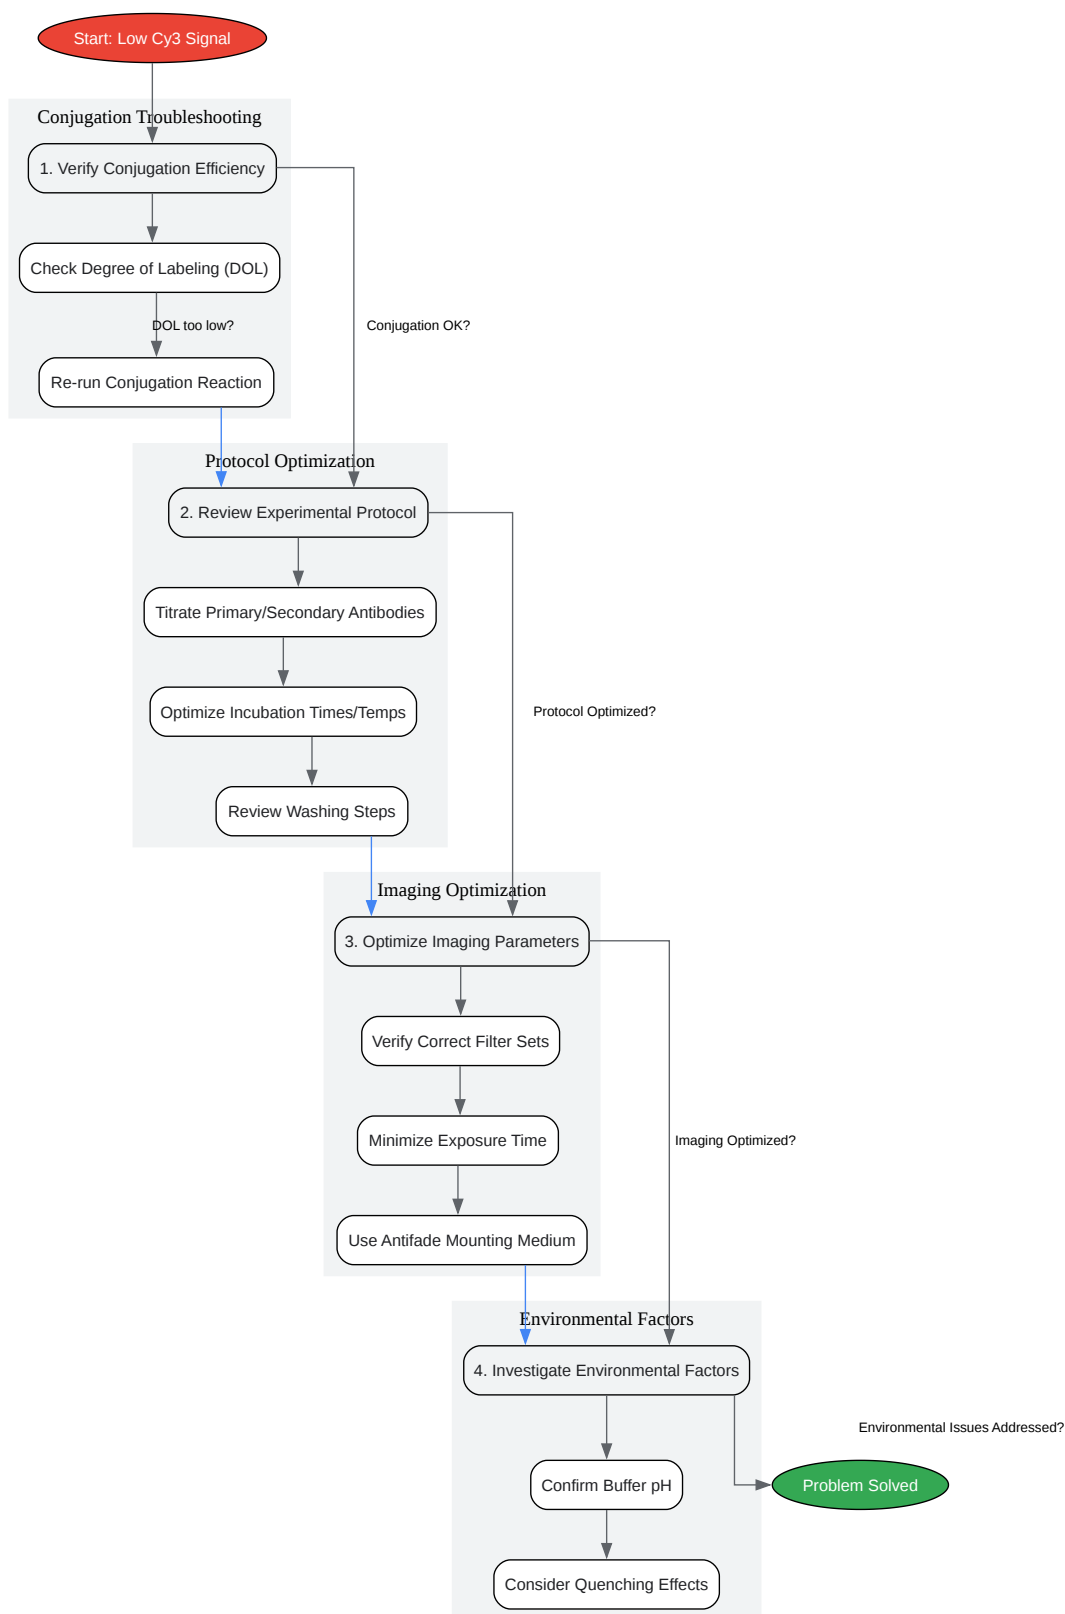 Start: Low Cy3 Signal
Conjugation Troubleshooting
1. Verify Conjugation Efficiency
Check Degree of Labeling (DOL)
DOL too low?
Conjugation OK?
Re-run Conjugation Reaction
Protocol Optimization
2. Review Experimental Protocol
Titrate Primary/Secondary Antibodies
Optimize Incubation Times/Temps
Protocol Optimized?
Review Washing Steps
Imaging Optimization
3. Optimize Imaging Parameters
Verify Correct Filter Sets
Minimize Exposure Time
Imaging Optimized?
Use Antifade Mounting Medium
Environmental Factors
4. Investigate Environmental Factors
Environmental Issues Addressed?
Confirm Buffer pH
Problem Solved
Consider Quenching Effects